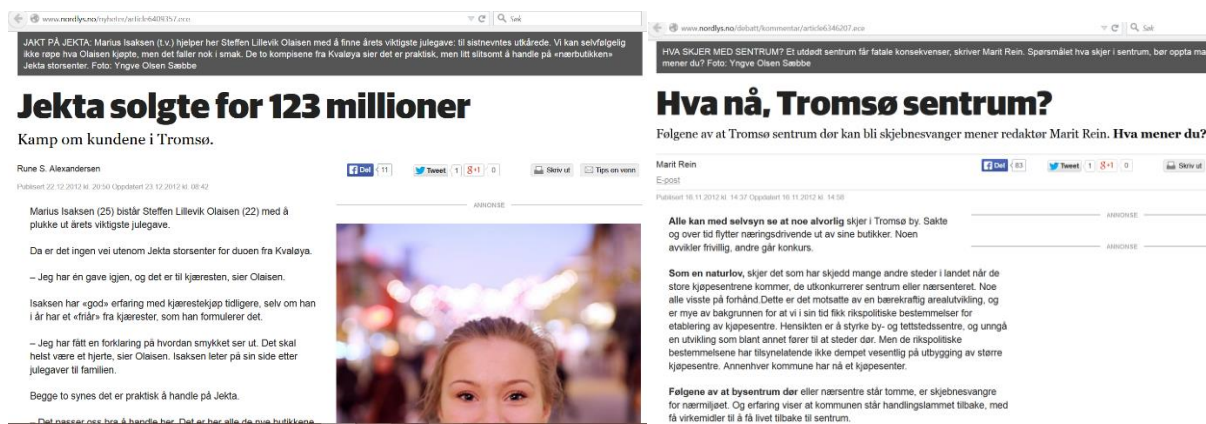 www.nordlys.no/nyheter/article6409357.ece
Søk
JAKT PÅ JEKTA: Marius Isaksen (t.v.) hjelper her Steffen Lillevik Olaisen med å finne årets viktigste julegave: til sistnevntes utkårede. Vi kan selvfølgelig
ikke røpe hva Olaisen kjøpte, men det faller nok i smak. De to kompisene fra Kvaløya sier det er praktisk, men litt slitsomt å handle på «nærbutikken»
Jekta storsenter. Foto: Yngve Olsen Sæbbe
Jekta solgte for 123 millioner
Kamp om kundene i Tromsø.
Rune S. Alexandersen
Del 11
Tweet 1
+1 0
Skriv ut
Tips en venn
Publisert 22.12.2012 kl. 20:50 Oppdatert 23.12.2012 kl. 08:42
ANNONSE
Marius Isaksen (25) bistår Steffen Lillevik Olaisen (22) med å
plukke ut årets viktigste julegave.
Da er det ingen vei utenom Jekta storsenter for duoen fra Kvaløya.
– Jeg har én gave igjen, og det er til kjæresten, sier Olaisen.
Isaksen har «god» erfaring med kjærestekjøp tidligere, selv om han
i år har et «friår» fra kjærester, som han formulerer det.
– Jeg har fått en forklaring på hvordan smykket ser ut. Det skal
helst være et hjerte, sier Olaisen. Isaksen leter på sin side etter
julegaver til familien.
Begge to synes det er praktisk å handle på Jekta.
– Det passer oss bra å handle her. Det er her alle de nye butikkene
www.nordlys.no/debatt/kommentar/article6346207.ece
Søk
HVA SKJER MED SENTRUM? Et utdødt sentrum får fatale konsekvenser, skriver Marit Rein. Spørsmålet hva skjer i sentrum, bør oppta
mener du? Foto: Yngve Olsen Sæbbe
Hva nå, Tromsø sentrum?
Følgene av at Tromsø sentrum dør kan bli skjebnesvanger mener redaktør Marit Rein. Hva mener du?
Marit Rein
E-post
Del 83
Tweet 1
+1 0
Skriv ut
Publisert 16.11.2012 kl. 14:37 Oppdatert 16.11.2012 kl. 14:58
ANNONSE
ANNONSE
Alle kan med selvsyn se at noe alvorlig skjer i Tromsø by. Sakte
og over tid flytter næringsdrivende ut av sine butikker. Noen
avvikler frivillig, andre går konkurs.
Som en naturlov, skjer det som har skjedd mange andre steder i landet når de
store kjøpesentrene kommer, de utkonkurrerer sentrum eller nærsenteret. Noe
alle visste på forhånd.Dette er det motsatte av en bærekraftig arealutvikling, og
er mye av bakgrunnen for at vi i sin tid fikk rikspolitiske bestemmelser for
etablering av kjøpesentre. Hensikten er å styrke by- og tettstedssentre, og unngå
en utvikling som blant annet fører til at steder dør. Men de rikspolitiske
bestemmelsene har tilsynelatende ikke dempet vesentlig på utbygging av større
kjøpesentre. Annenhver kommune har nå et kjøpesenter.
Følgene av at bysentrum dør eller nærsentre står tomme, er skjebnesvangre
for nærmiljøet. Og erfaring viser at kommunen står handlingslammet tilbake, med
få virkemidler til å få livet tilbake til sentrum.